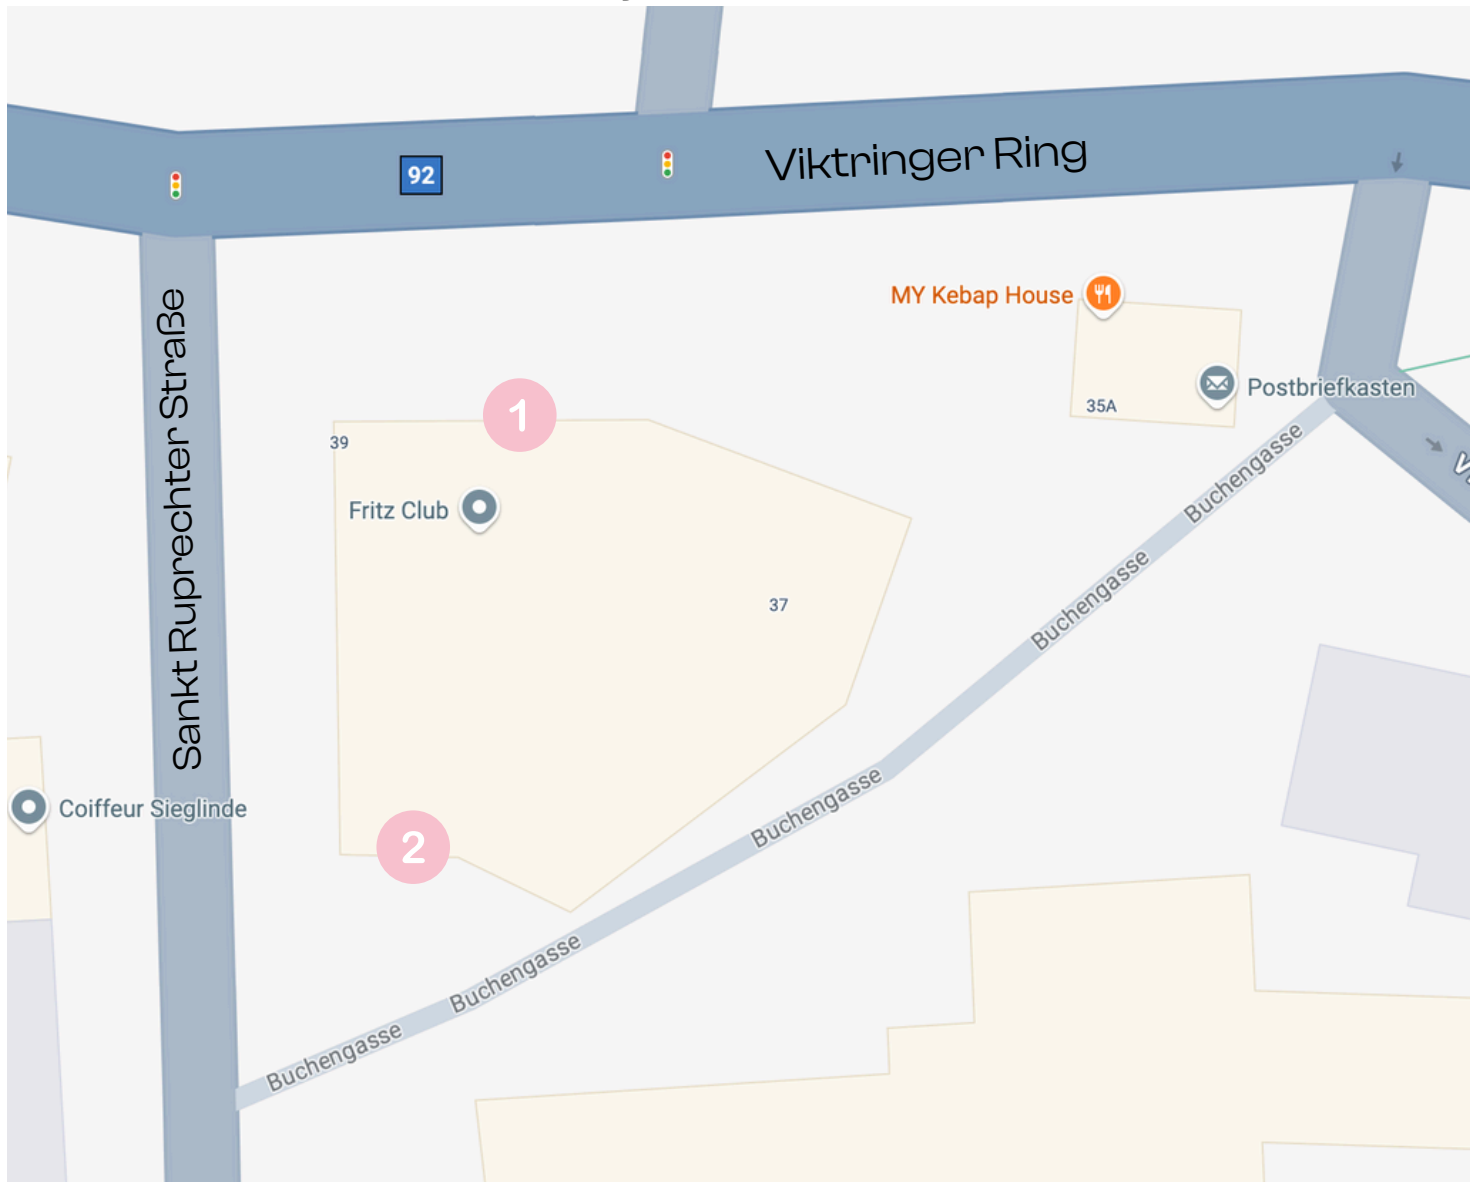 92
Viktringer Ring
Sankt Ruprechter Straße
MY Kebap House
35A
Postbriefkasten
1
39
Fritz Club
37
Buchengasse
Buchengasse
Coiffeur Sieglinde
Buchengasse
2
Buchengasse
Buchengasse